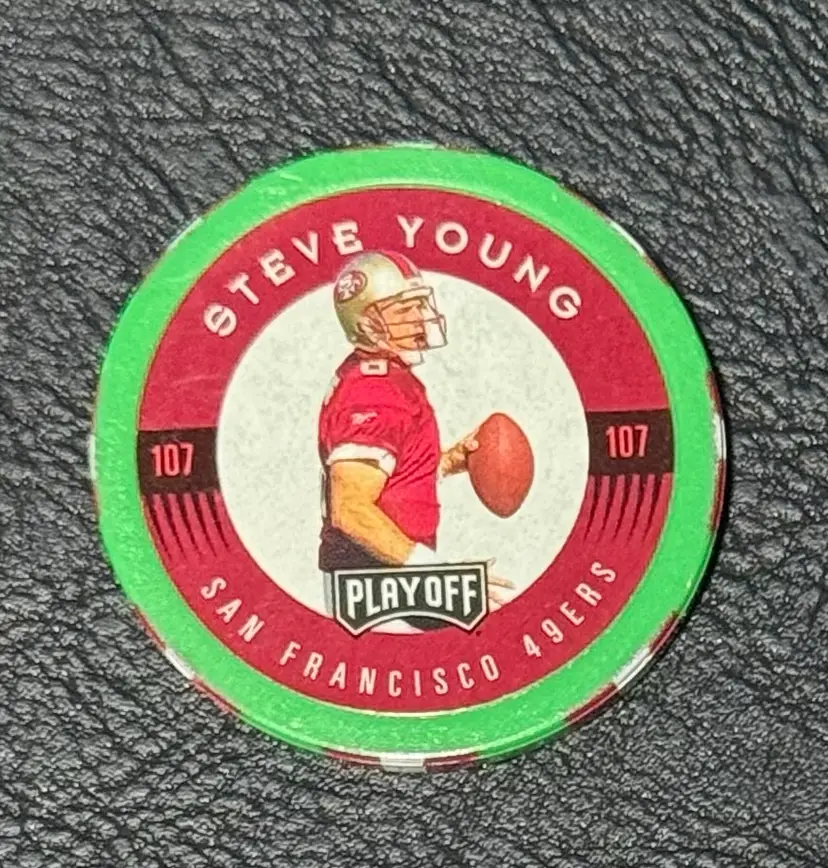 STEVE YOUNG
107
107
PLAYOFF
SAN FRANCISCO 49ERS